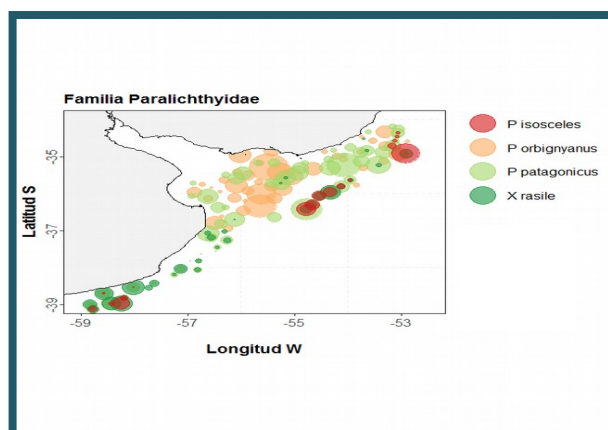 Familia Paralichthyidae
P isosceles
P orbignyanus
P patagonicus
X rasile
Latitud S
-35
-37
-39
-59
-57
-55
-53
Longitud W